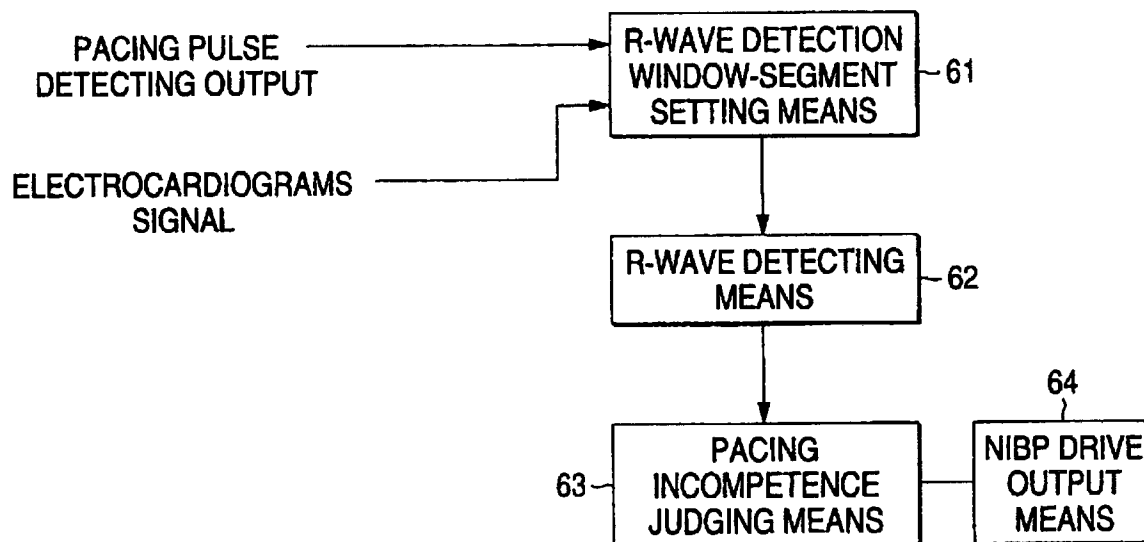 PACING PULSE
DETECTING OUTPUT
R-WAVE DETECTION
WINDOW-SEGMENT
SETTING MEANS
61
ELECTROCARDIOGRAMS
SIGNAL
R-WAVE DETECTING
MEANS
62
64
PACING
INCOMPETENCE
JUDGING MEANS
63
NIBP DRIVE
OUTPUT
MEANS